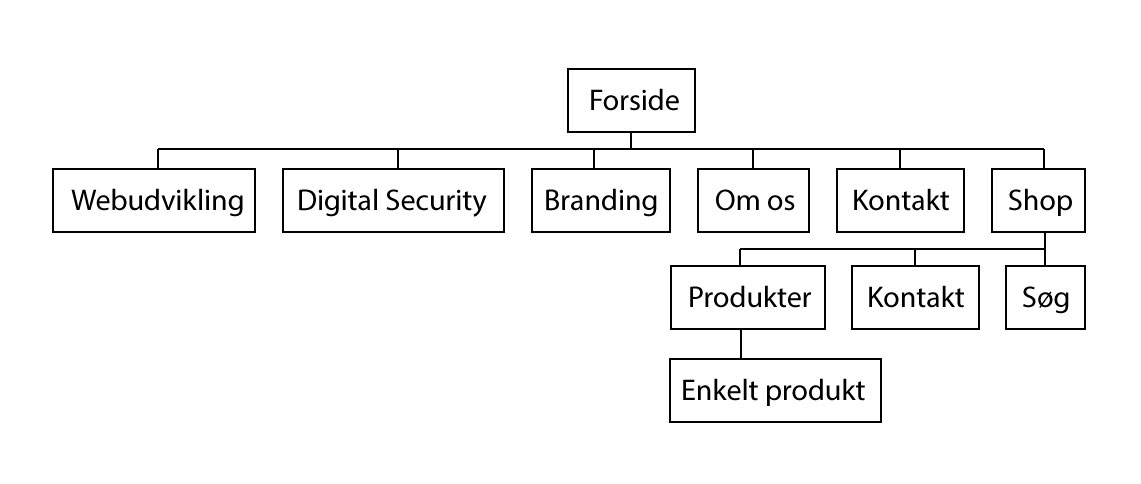 Forside
Webudvikling
Digital Security
Branding
Om os
Kontakt
Shop
Produkter
Kontakt
Søg
Enkelt produkt